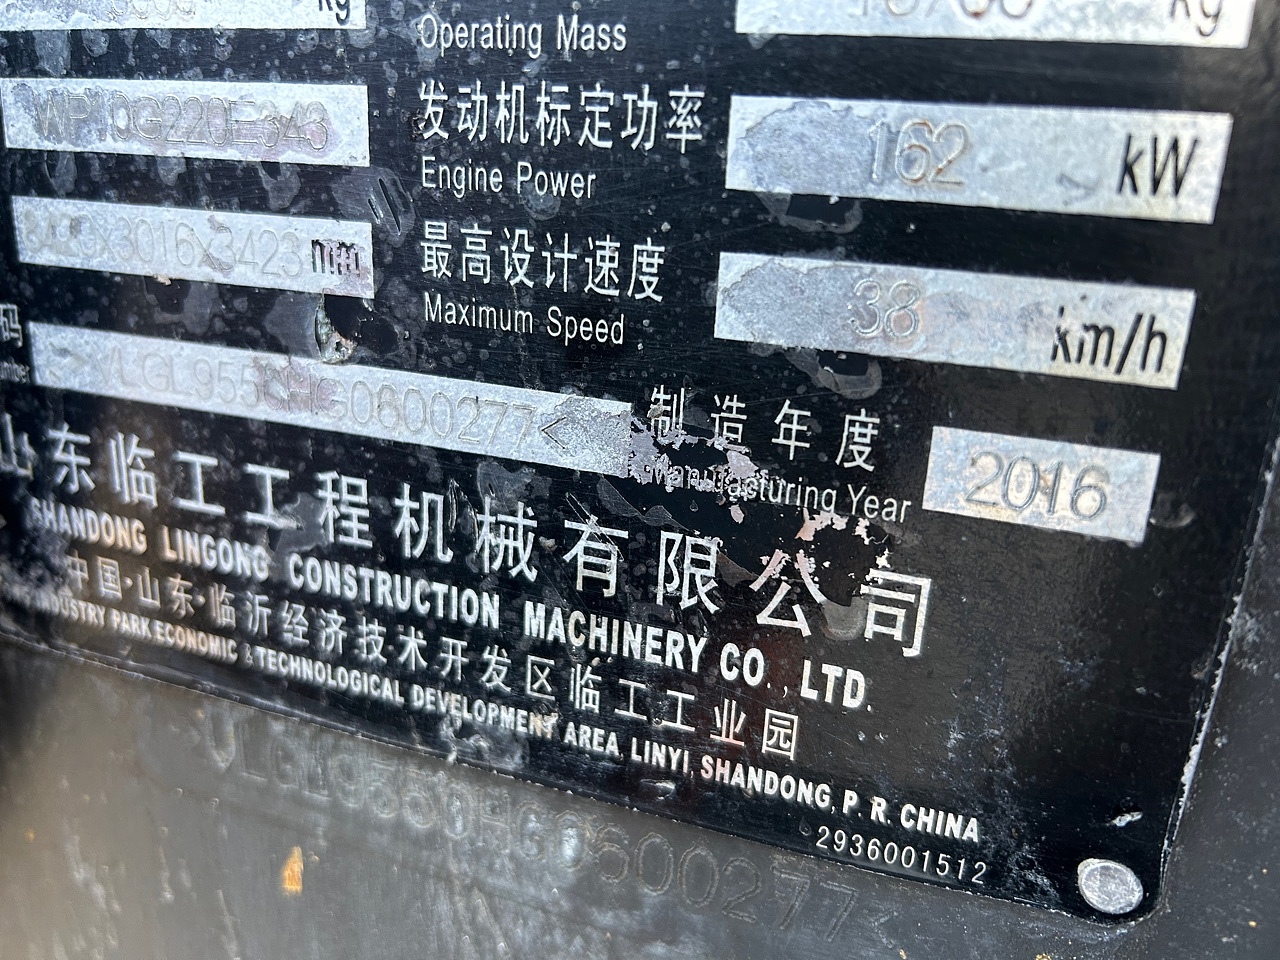 kg
Operating Mass
kg
WP10G220E343
发动机标定功率
Engine Power
162 kW
x3016x3423 mm
最高设计速度
Maximum Speed
38 km/h
码
>VLGL955CHG0600277<
制造年度
Manufacturing Year
2016
山东临工工程机械有限公司
SHANDONG LINGONG CONSTRUCTION MACHINERY CO., LTD.
中国·山东·临沂经济技术开发区临工工业园
INDUSTRY PARK ECONOMIC & TECHNOLOGICAL DEVELOPMENT AREA, LINYI, SHANDONG, P. R. CHINA
2936001512